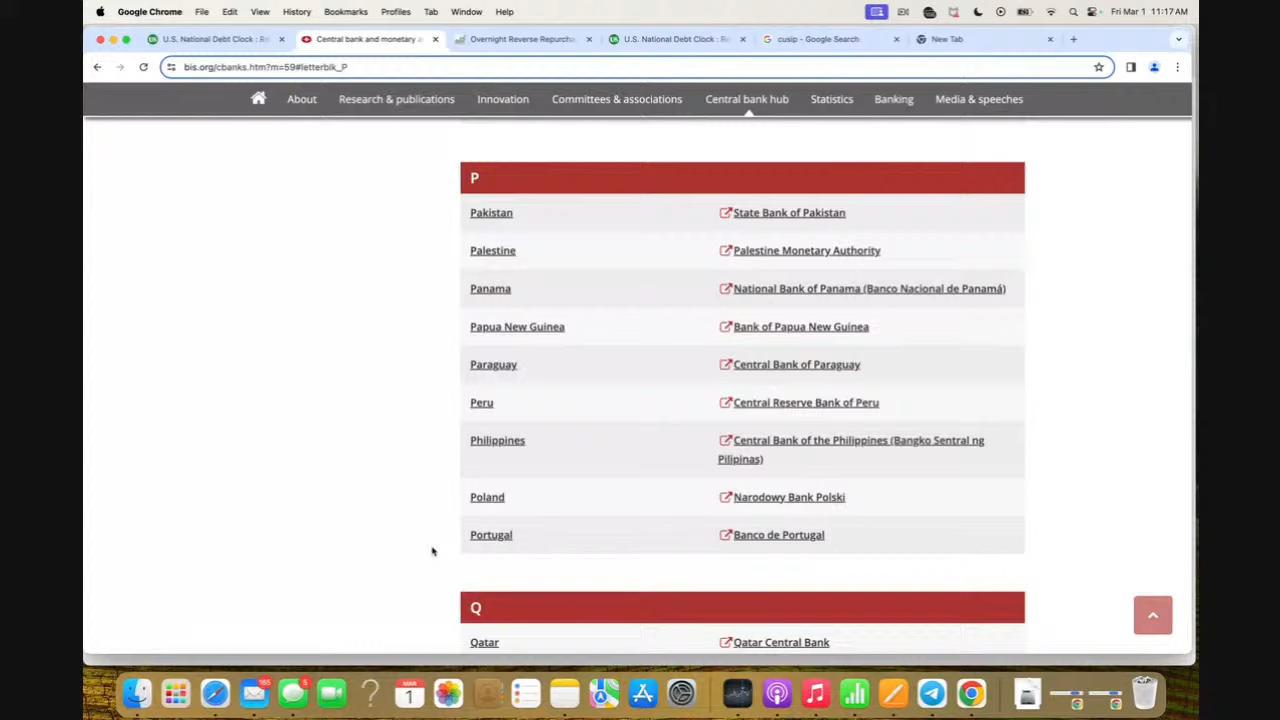 Google Chrome File Edit View History Bookmarks Profiles Tab Window Help Fri Mar 1 11:17 AM
U.S. National Debt Clock : Re Central bank and monetary a Overnight Reverse Repurcha U.S. National Debt Clock : Re cusip - Google Search New Tab
bis.org/cbanks.htm?m=59#letterblk_P
About Research & publications Innovation Committees & associations Central bank hub Statistics Banking Media & speeches
P
Pakistan State Bank of Pakistan
Palestine Palestine Monetary Authority
Panama National Bank of Panama (Banco Nacional de Panamá)
Papua New Guinea Bank of Papua New Guinea
Paraguay Central Bank of Paraguay
Peru Central Reserve Bank of Peru
Philippines Central Bank of the Philippines (Bangko Sentral ng
Pilipinas)
Poland Narodowy Bank Polski
Portugal Banco de Portugal
Q
Qatar Qatar Central Bank
MAR
1